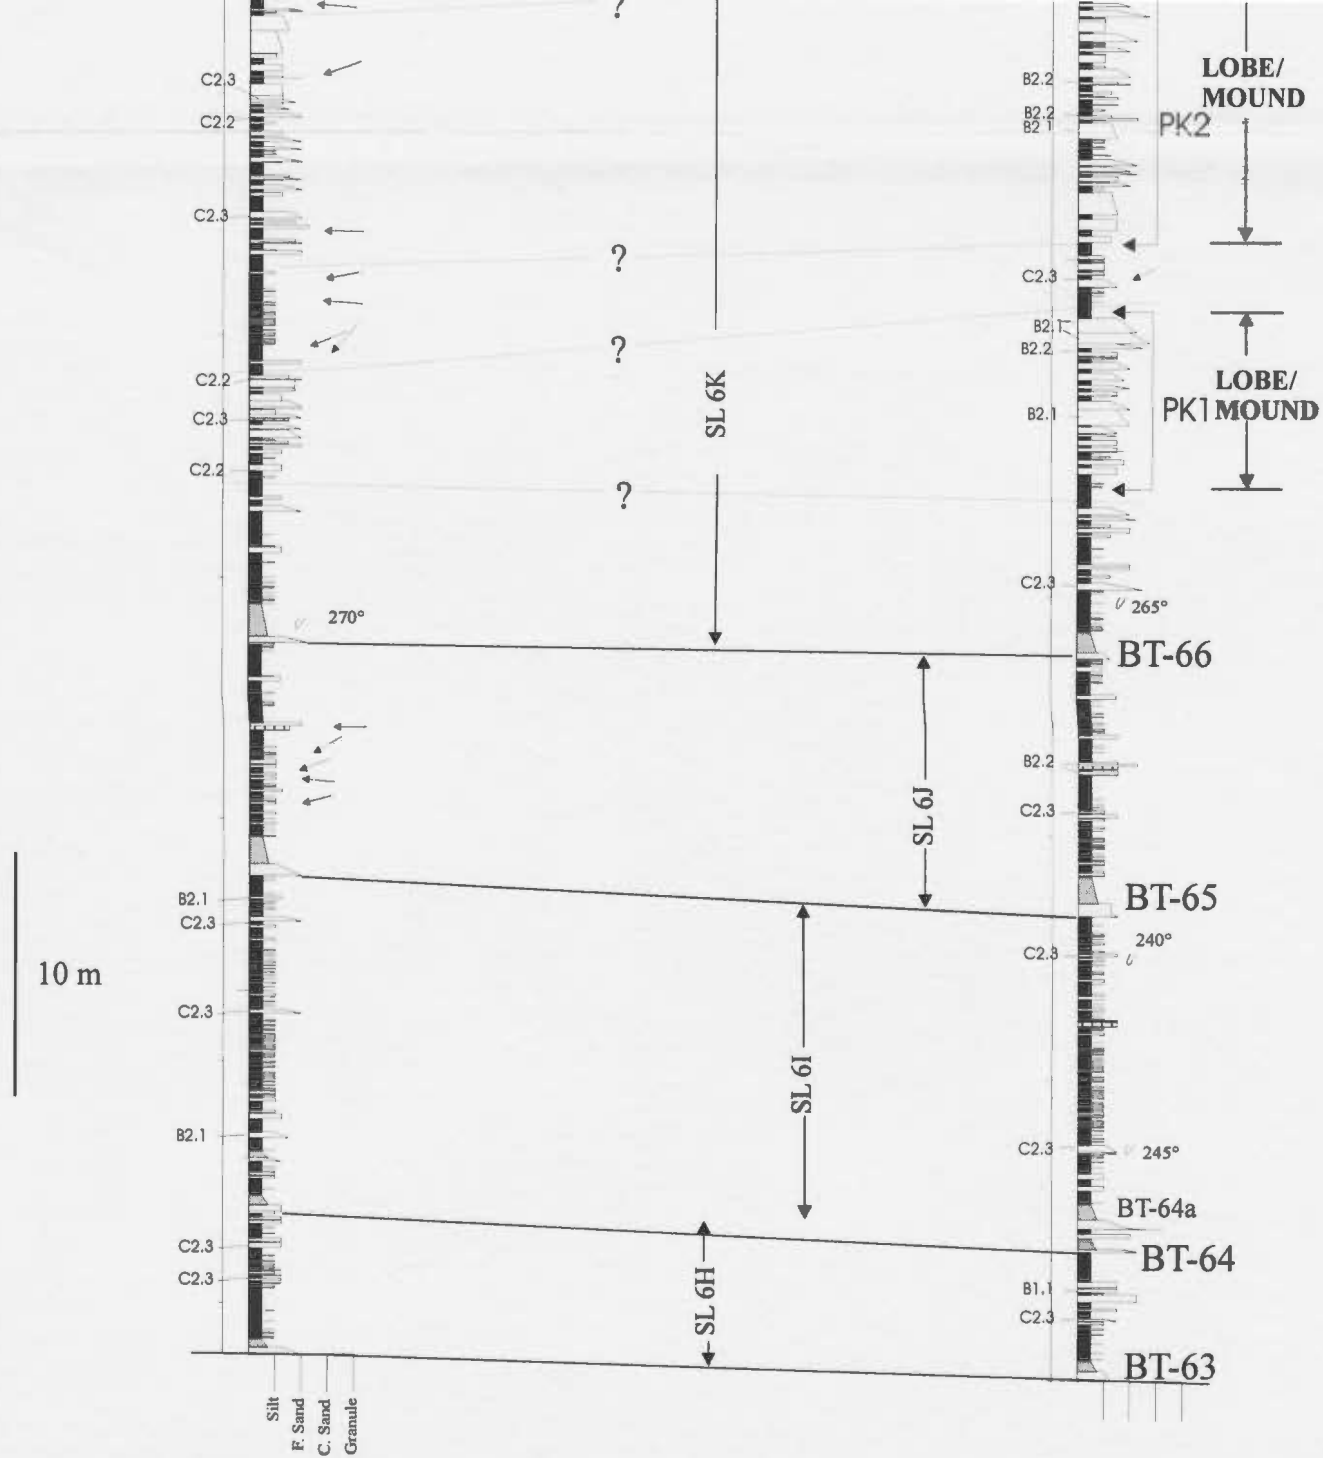 ?
C2.3
B2.2
LOBE/
MOUND
C2.2
B2.2
B2.1
PK2
C2.3
?
C2.3
?
B2.1
B2.2
C2.2
SL 6K
LOBE/
C2.3
B2.1
PK1 MOUND
C2.2
?
C2.3
270°
265°
BT-66
B2.2
SL 6J
C2.3
B2.1
BT-65
C2.3
240°
C2.3
10 m
C2.3
SL 6I
B2.1
C2.3
245°
BT-64a
C2.3
BT-64
C2.3
SL 6H
B1.1
C2.3
BT-63
Silt
F. Sand
C. Sand
Granule